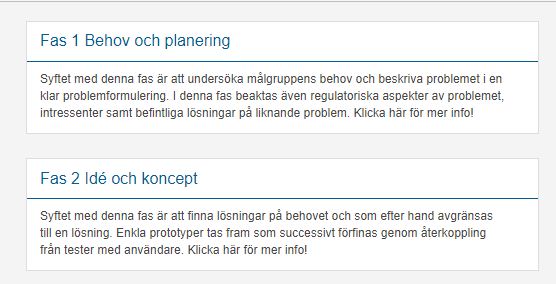 Fas 1 Behov och planering
Syftet med denna fas är att undersöka målgruppens behov och beskriva problemet i en
klar problemformulering. I denna fas beaktas även regulatoriska aspekter av problemet,
intressenter samt befintliga lösningar på liknande problem. Klicka här för mer info!
Fas 2 Idé och koncept
Syftet med denna fas är att finna lösningar på behovet och som efter hand avgränsas
till en lösning. Enkla prototyper tas fram som successivt förfinas genom återkoppling
från tester med användare. Klicka här för mer info!